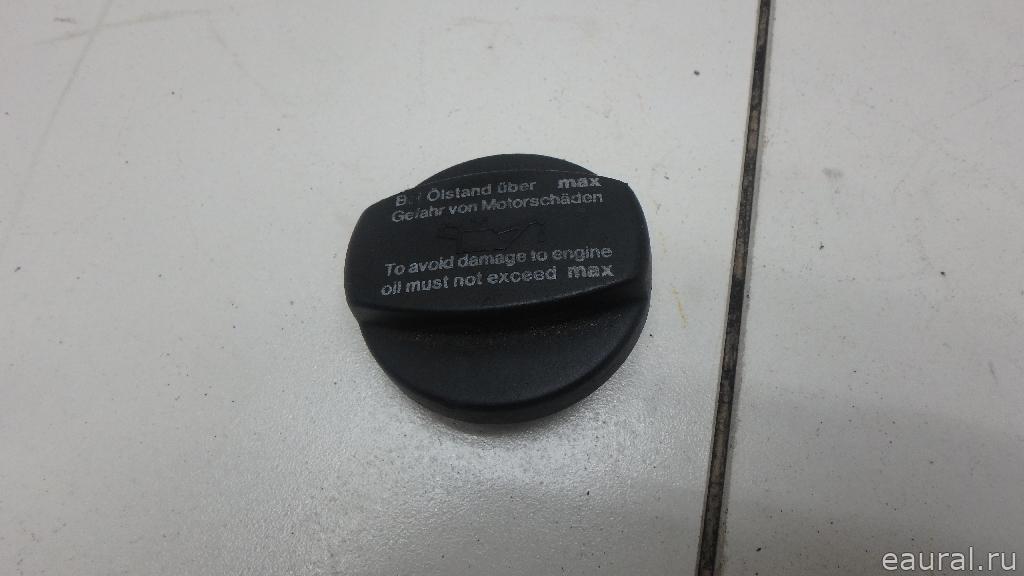 Ölstand über max
Gefahr von Motorschäden
To avoid damage to engine
oil must not exceed max
eaural.ru